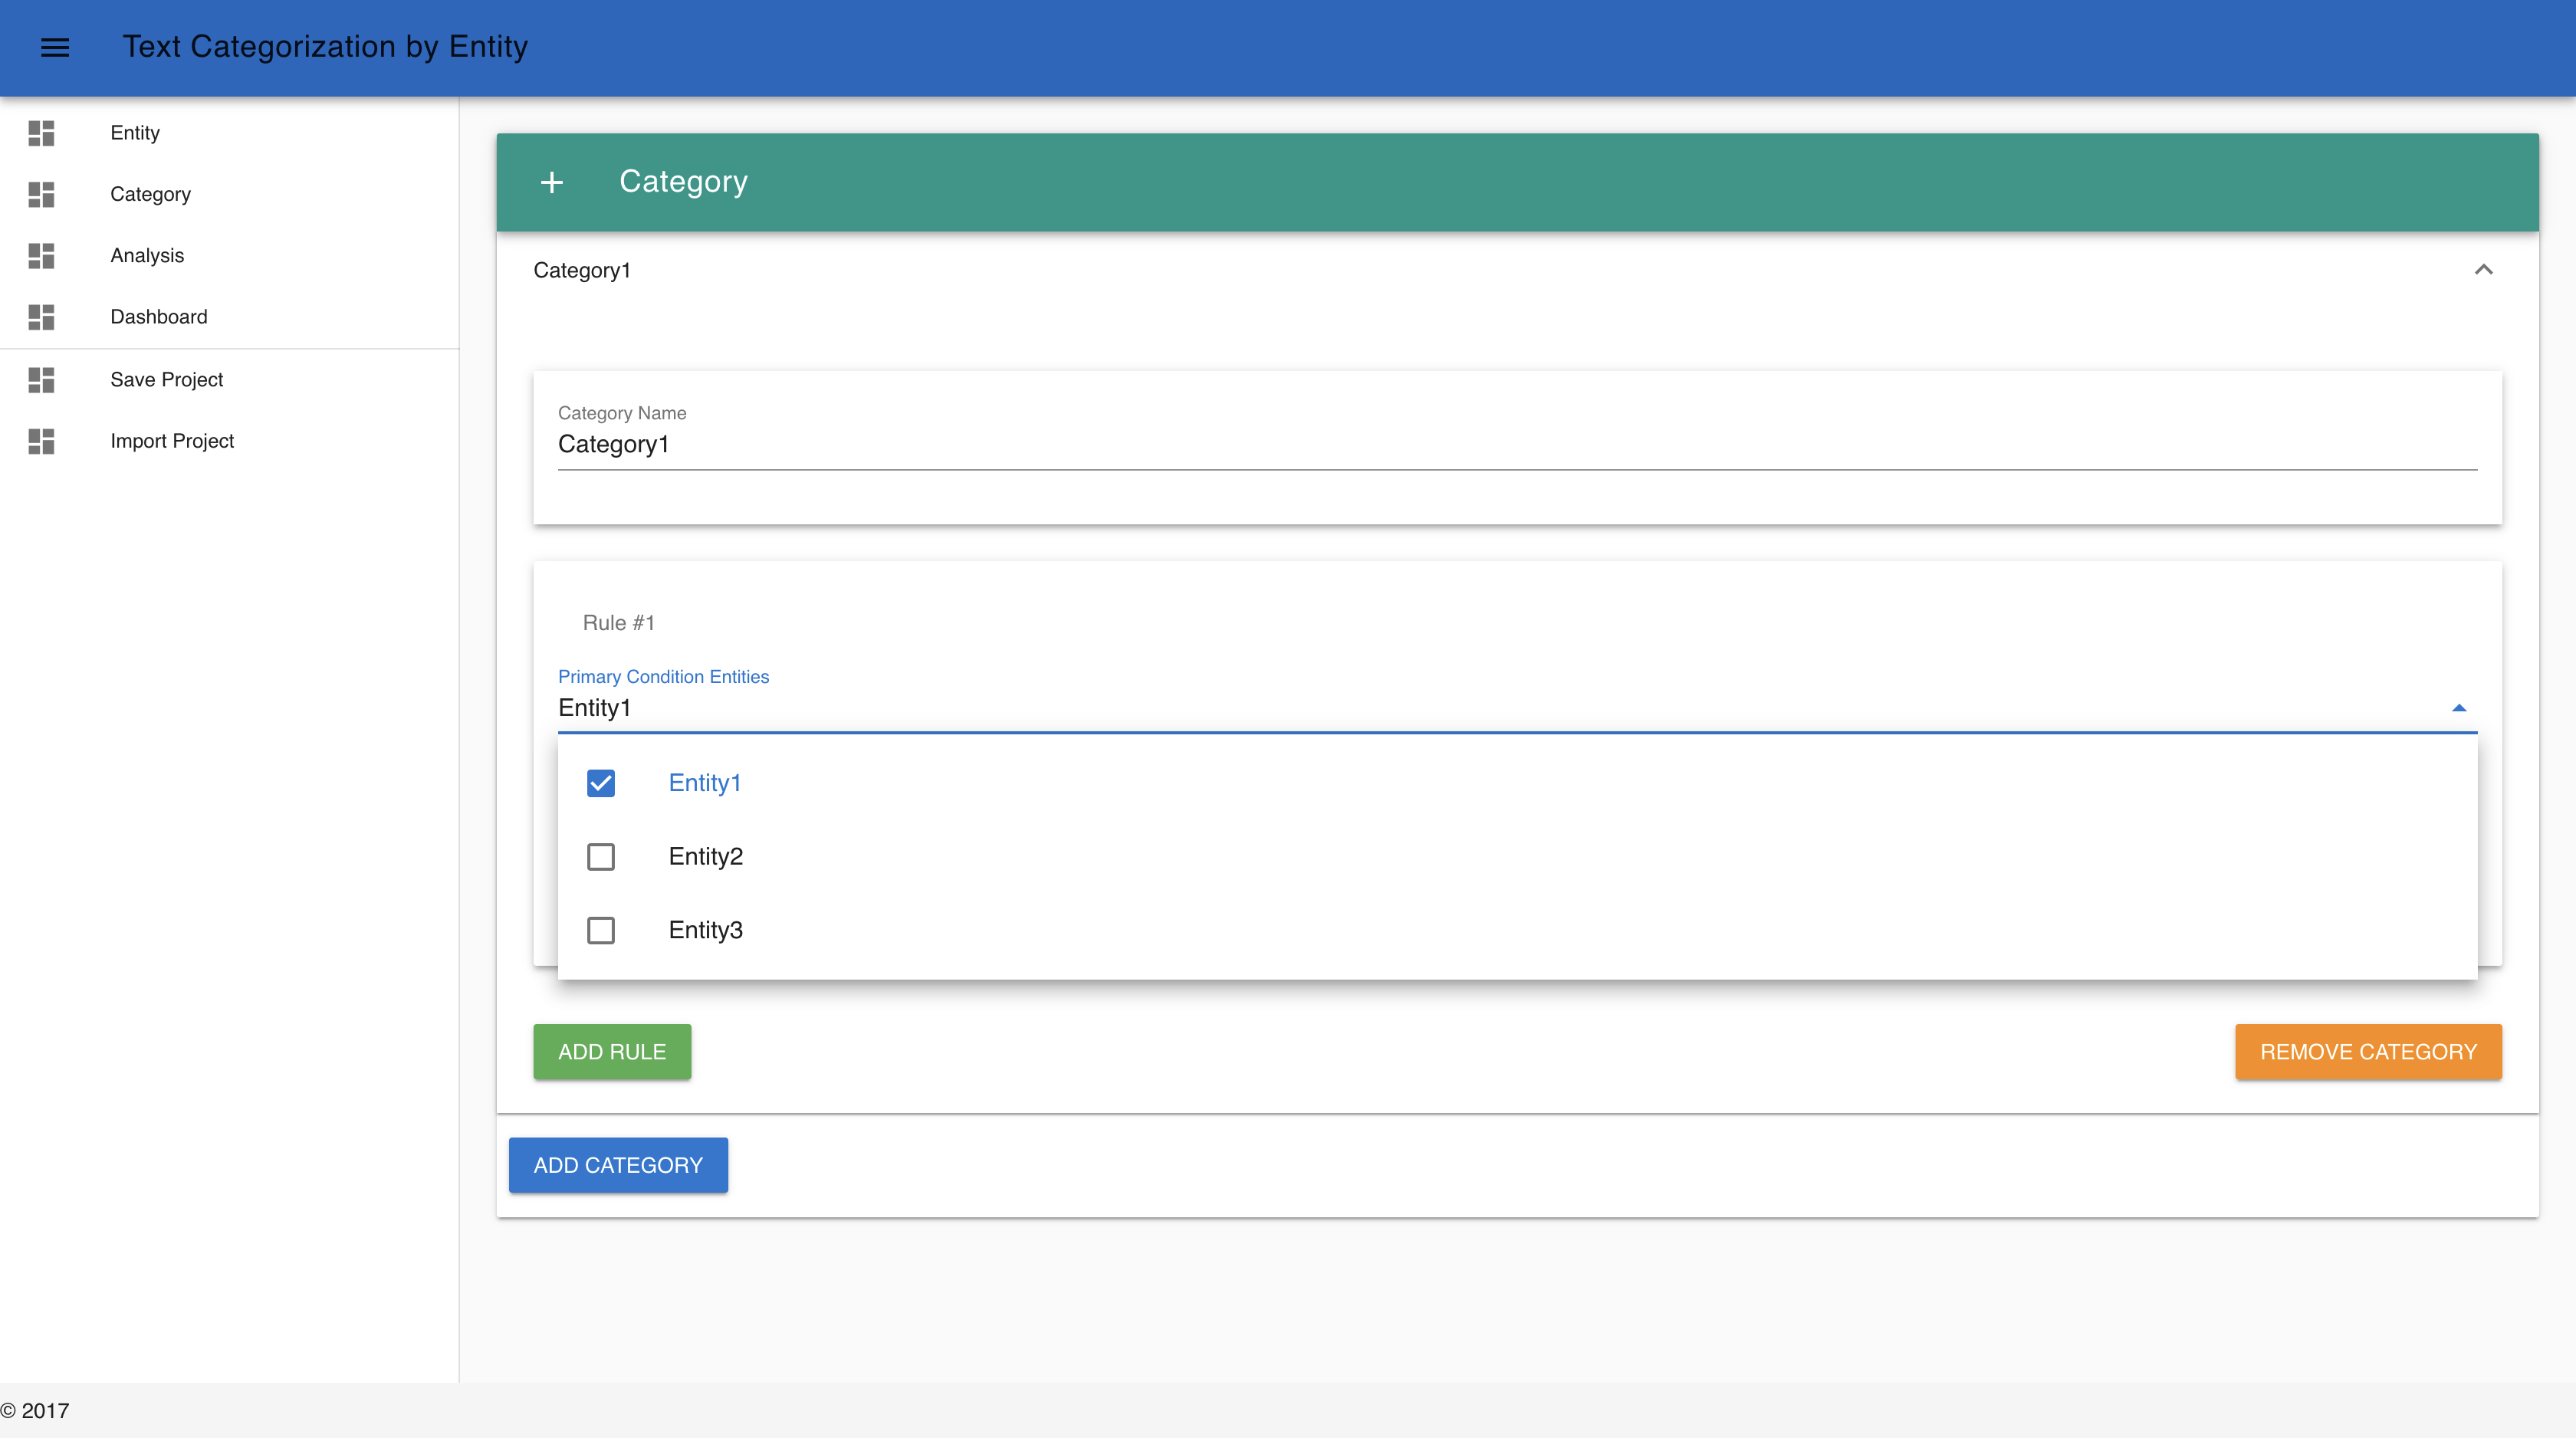 Text Categorization by Entity
Entity
Category
Analysis
Dashboard
Save Project
Import Project
Category
Category1
Category Name
Category1
Rule #1
Primary Condition Entities
Entity1
Entity1
Entity2
Entity3
ADD RULE
REMOVE CATEGORY
ADD CATEGORY
© 2017